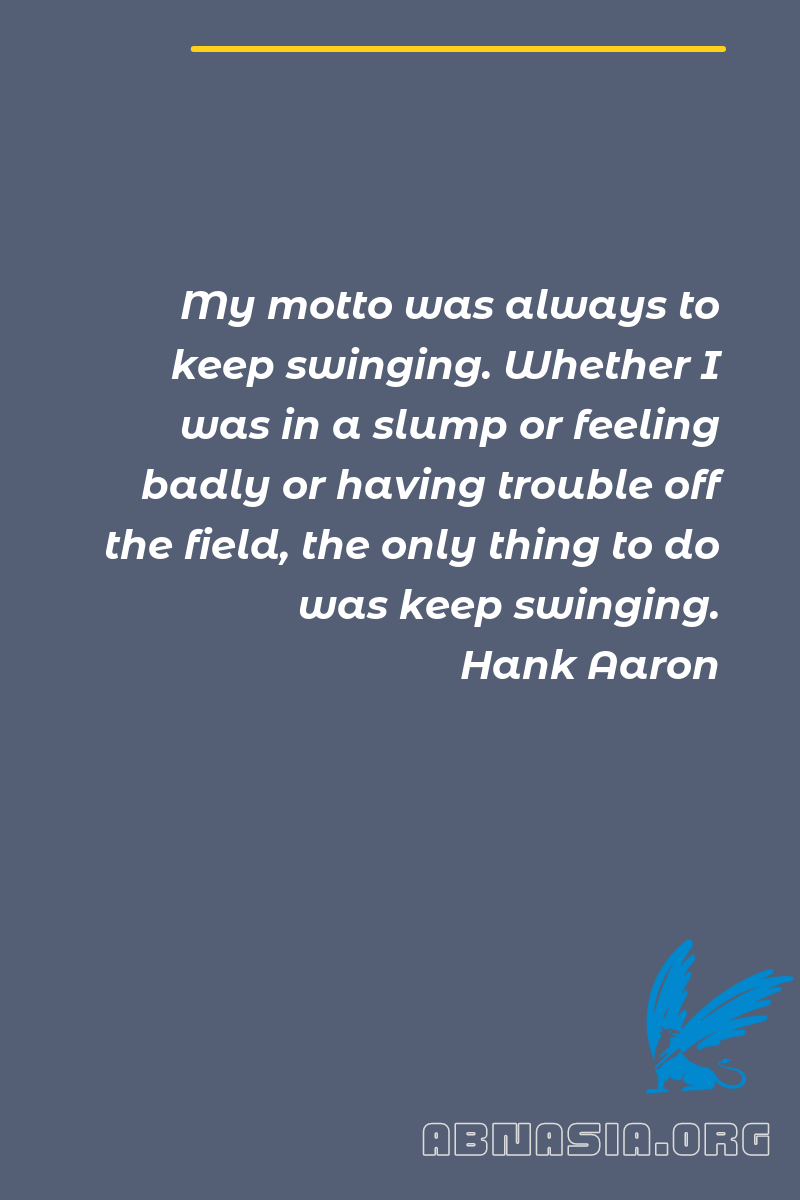 My motto was always to
keep swinging. Whether I
was in a slump or feeling
badly or having trouble off
the field, the only thing to do
was keep swinging.
Hank Aaron
ABNASIA.ORG